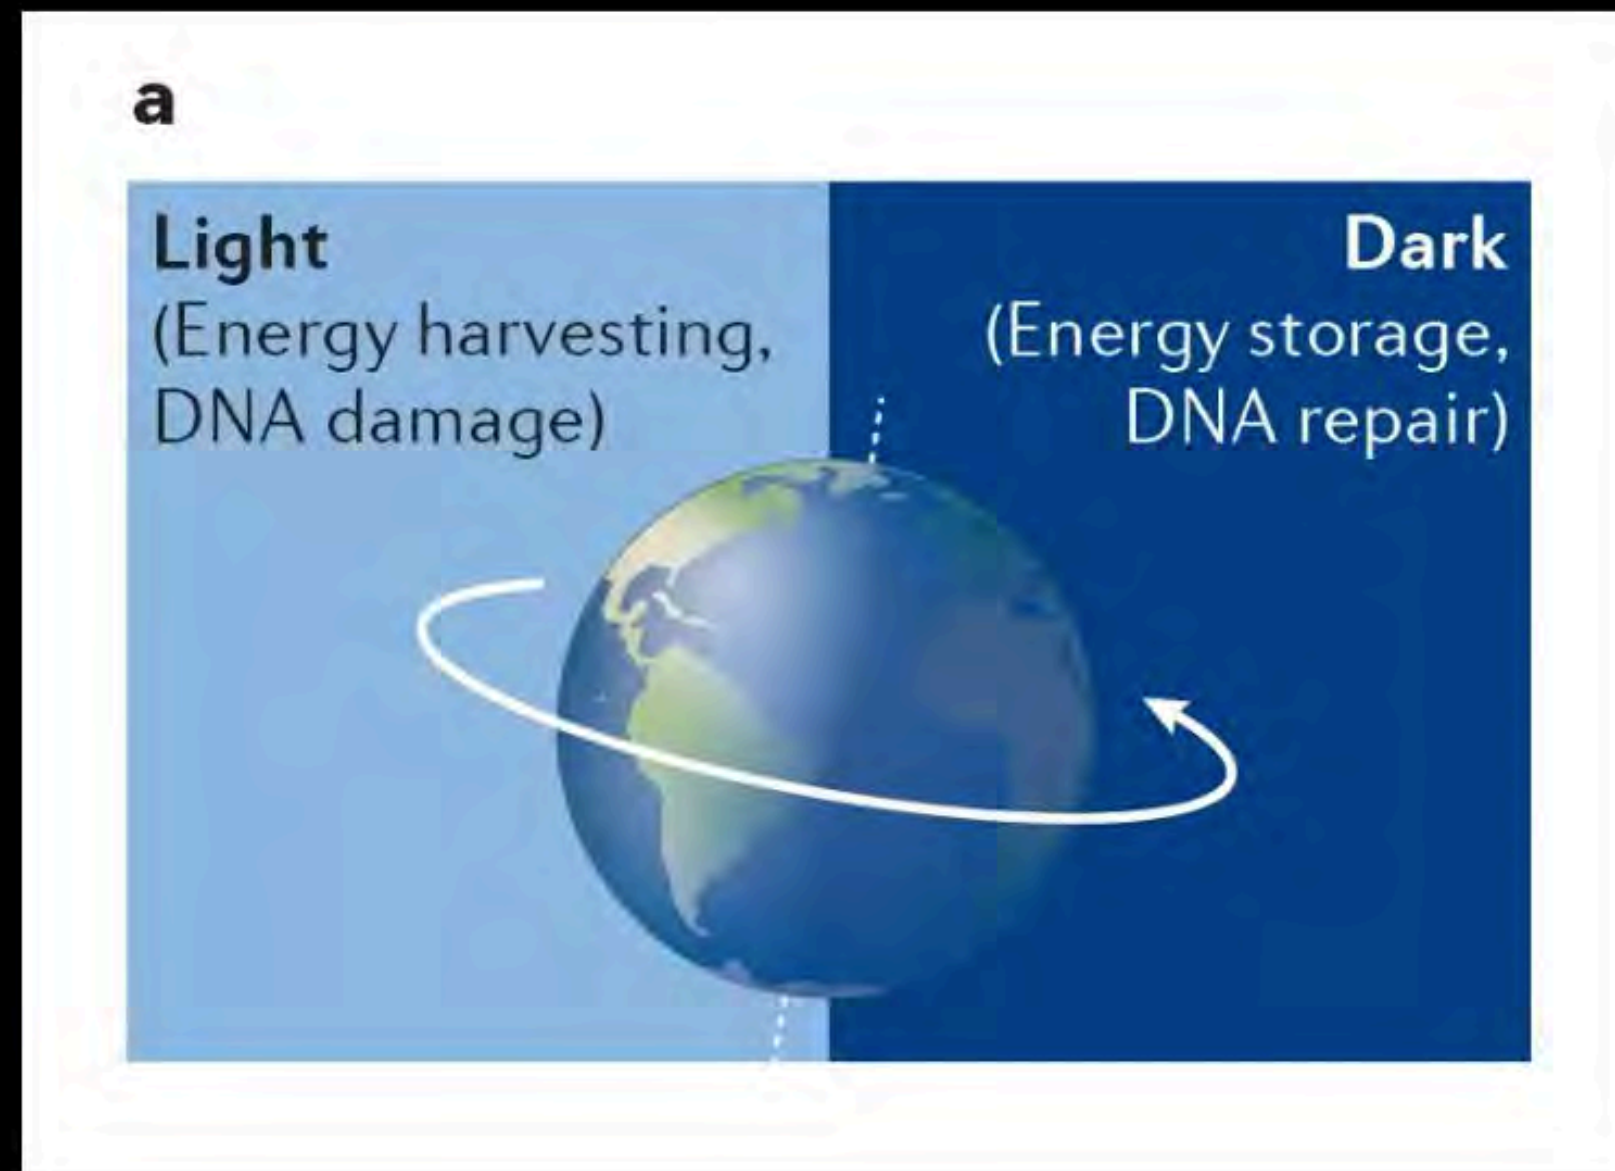 a
Light
(Energy harvesting,
DNA damage)
Dark
(Energy storage,
DNA repair)